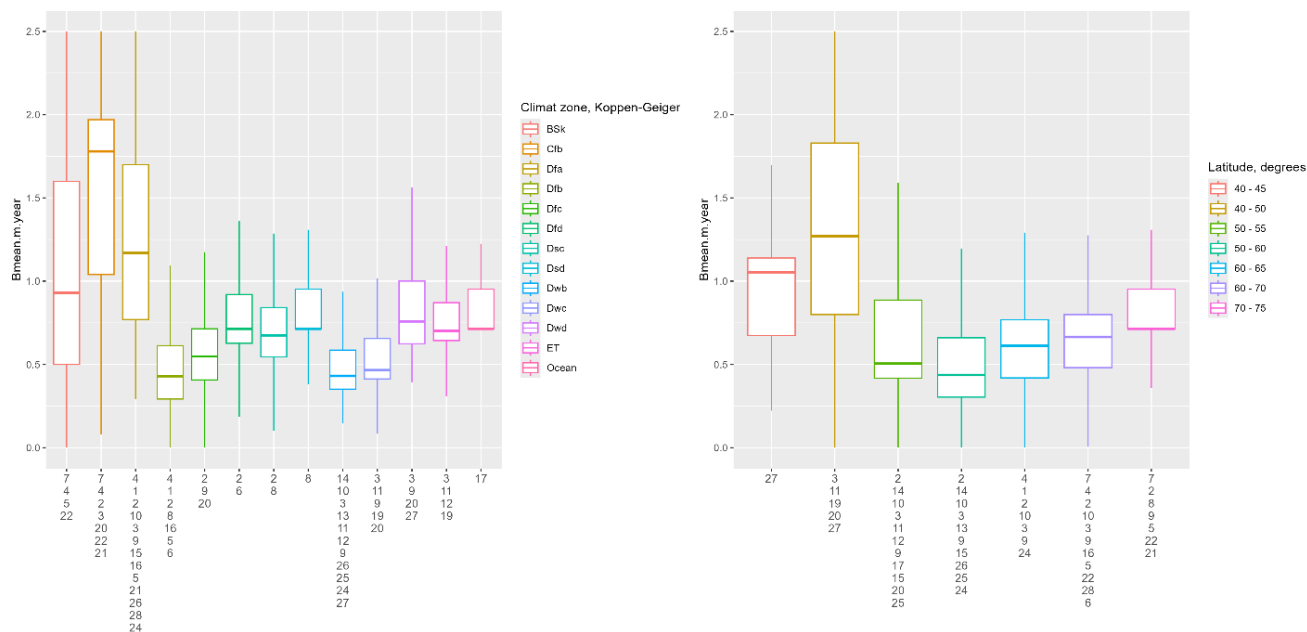 2.5
2.0
1.5
1.0
0.5
0.0
Bmean.m.year
7 7 4 4 2 2 2 8 14 3 3 3 17
4 4 1 1 9 6 8 10 11 9 11
5 2 2 2 20 3 9 20 12
22 3 10 8 13 19 27 19
20 3 16 11 20
22 9 5 12
21 15 6 9
16 26
5 25
21 24
26 27
28
24
Climat zone, Koppen-Geiger
BSk
Cfb
Dfa
Dfb
Dfc
Dfd
Dsc
Dsd
Dwb
Dwc
Dwd
ET
Ocean
2.5
2.0
1.5
1.0
0.5
0.0
Bmean.m.year
27 3 2 2 4 7 7
11 14 14 1 4 2
19 10 10 2 2 8
20 3 3 10 10 9
27 11 13 3 3 5
12 9 9 9 22
9 15 24 16 21
17 26 5
15 25 22
20 24 28
25 6
Latitude, degrees
40 - 45
40 - 50
50 - 55
50 - 60
60 - 65
60 - 70
70 - 75